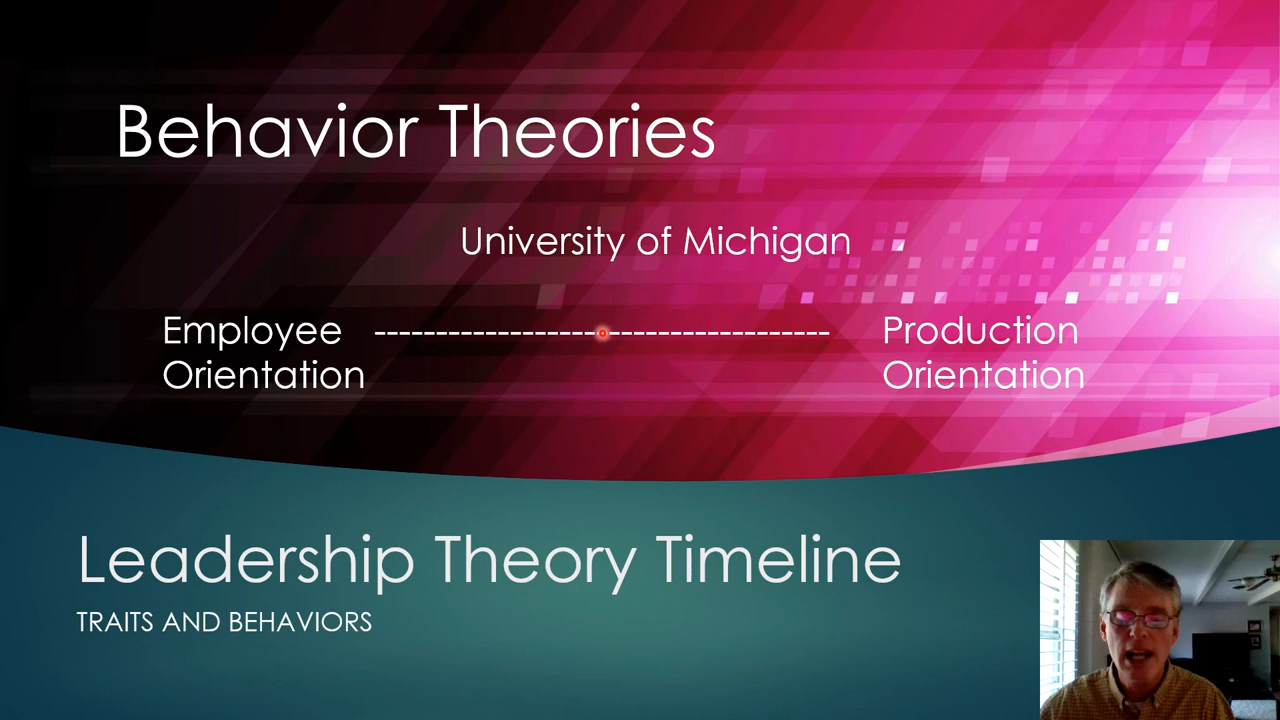 Behavior Theories
University of Michigan
Employee ------------------------------------- Production
Orientation Orientation
Leadership Theory Timeline
TRAITS AND BEHAVIORS